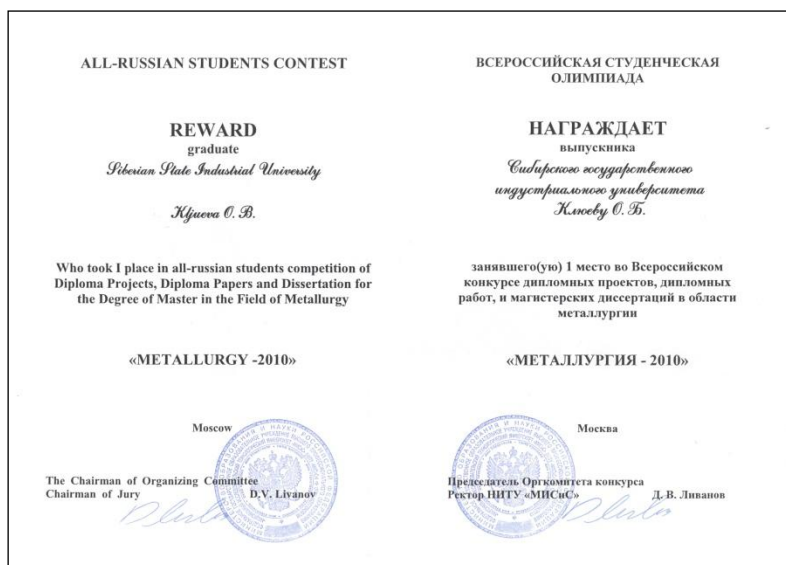 ALL-RUSSIAN STUDENTS CONTEST
REWARD
graduate
Siberian State Industrial University
Kljueva O. B.
Who took I place in all-russian students competition of
Diploma Projects, Diploma Papers and Dissertation for
the Degree of Master in the Field of Metallurgy
«METALLURGY -2010»
Moscow
The Chairman of Organizing Committee
Chairman of Jury D.V. Livanov
ВСЕРОССИЙСКАЯ СТУДЕНЧЕСКАЯ
ОЛИМПИАДА
НАГРАЖДАЕТ
выпускника
Сибирского государственного
индустриального университета
Клюеву О. Б.
занявшего(ую) 1 место во Всероссийском
конкурсе дипломных проектов, дипломных
работ, и магистерских диссертаций в области
металлургии
«МЕТАЛЛУРГИЯ - 2010»
Москва
Председатель Оргкомитета конкурса
Ректор НИТУ «МИСиС» Д. В. Ливанов